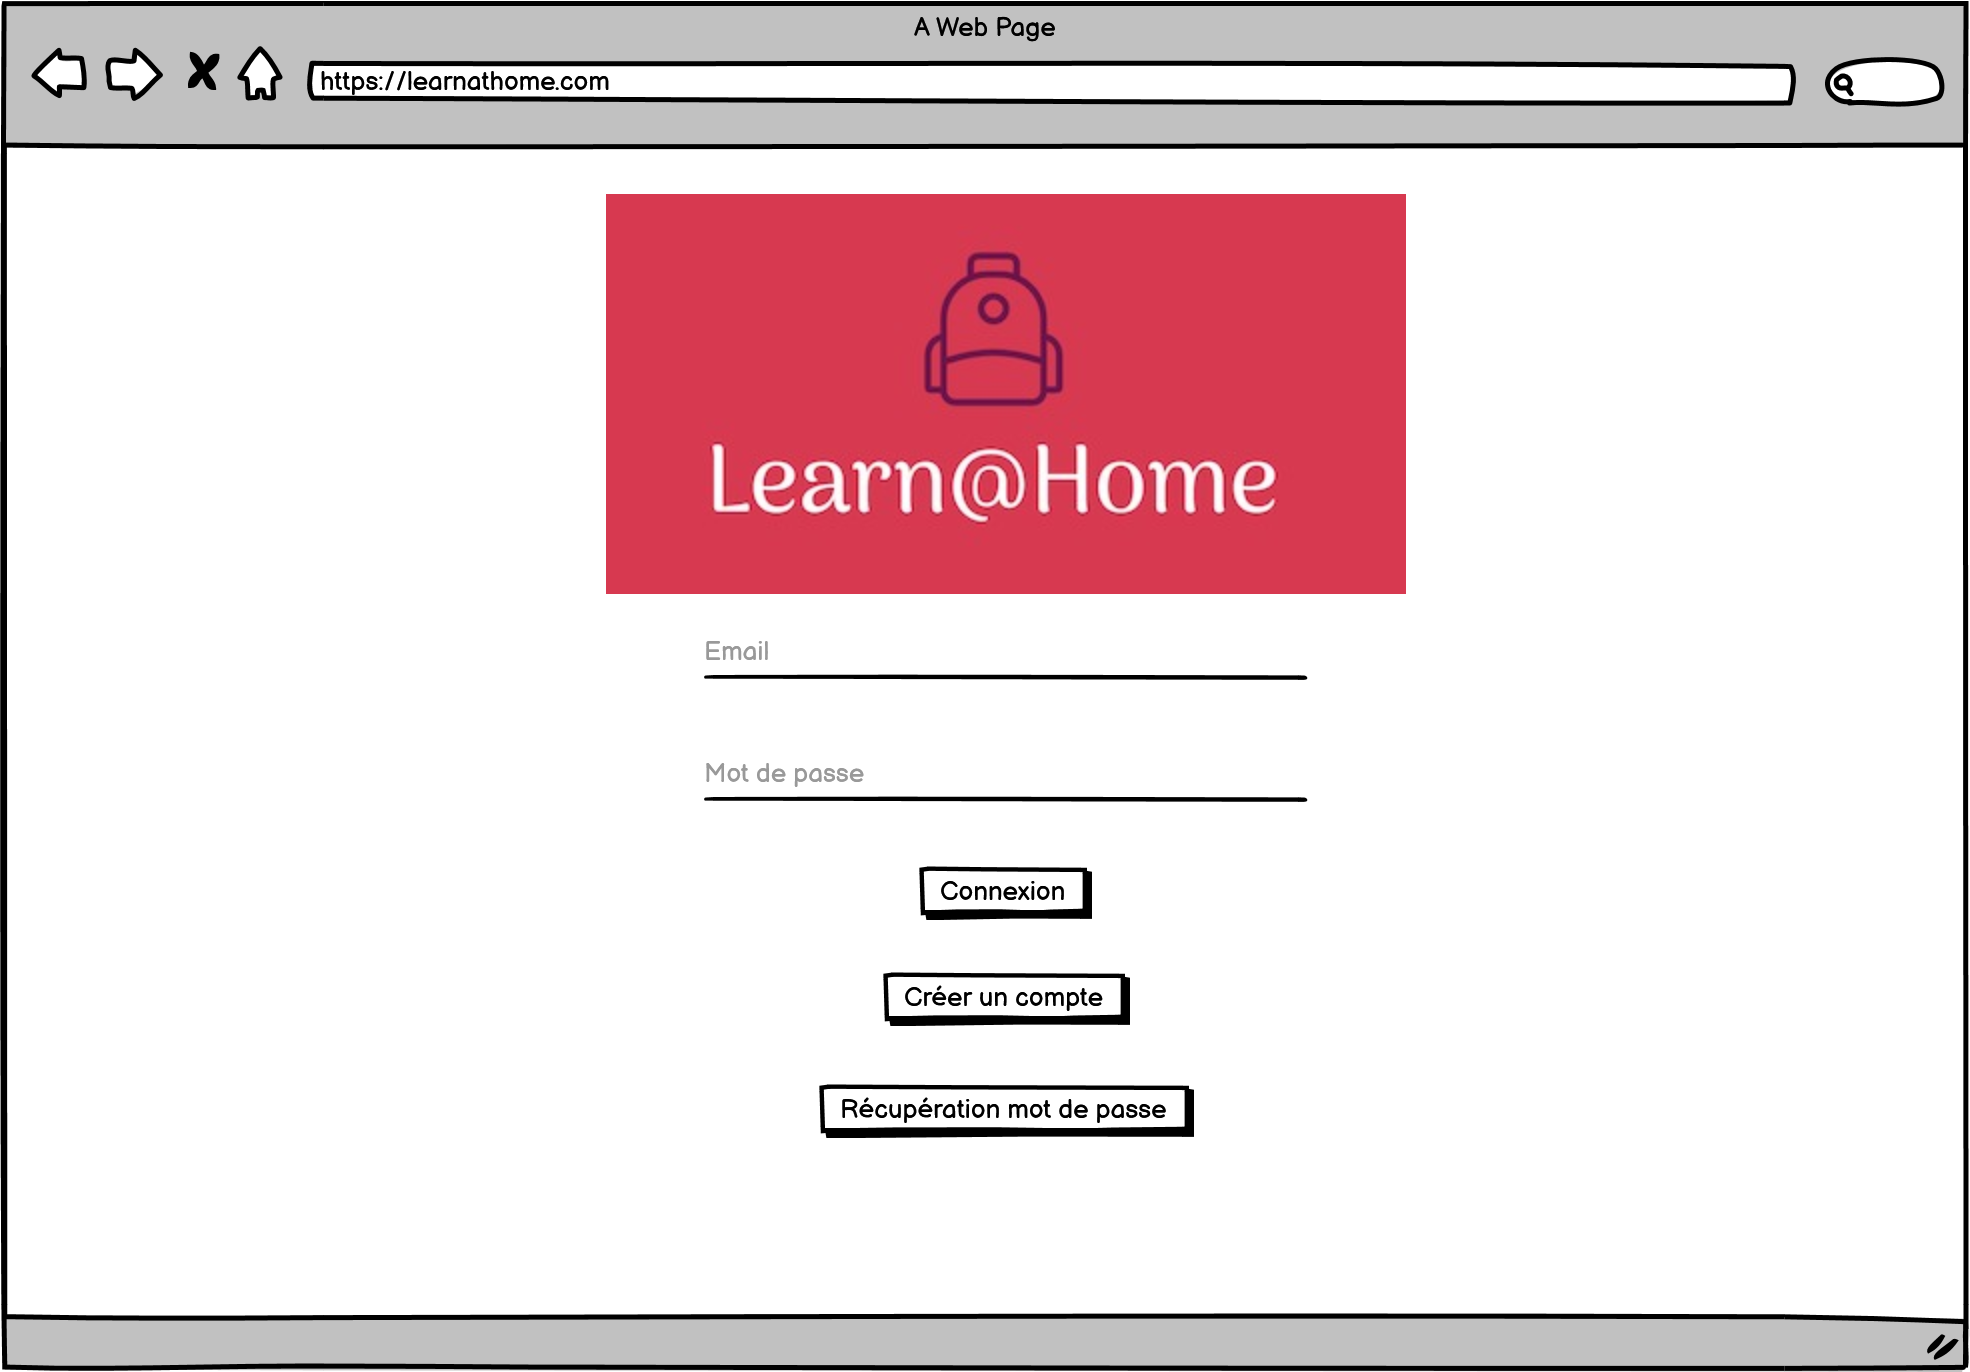 A Web Page
https://learnathome.com
Learn@Home
Email
Mot de passe
Connexion
Créer un compte
Récupération mot de passe